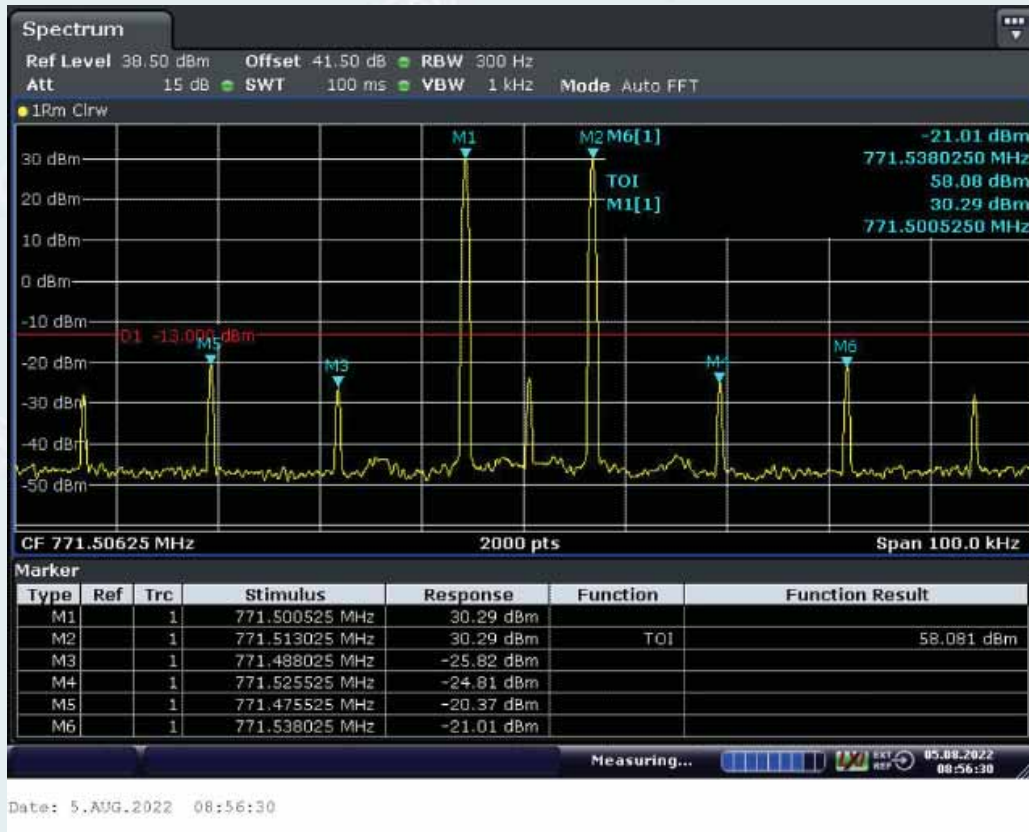 Spectrum
Ref Level 38.50 dBm Offset 41.50 dB RBW 300 Hz
Att 15 dB SWT 100 ms VBW 1 kHz Mode Auto FFT
1Rm Clrw
M1 M2 M6[1] -21.01 dBm
30 dBm 771.5380250 MHz
TOI 58.08 dBm
20 dBm M1[1] 30.29 dBm
771.5005250 MHz
10 dBm
0 dBm
-10 dBm
D1 -13.000 dBm
M5 M6
-20 dBm M3 M4
-30 dBm
-40 dBm
-50 dBm
CF 771.50625 MHz 2000 pts Span 100.0 kHz
Marker
Type Ref Trc Stimulus Response Function Function Result
M1 1 771.500525 MHz 30.29 dBm
M2 1 771.513025 MHz 30.29 dBm TOI 58.081 dBm
M3 1 771.488025 MHz -25.82 dBm
M4 1 771.525525 MHz -24.81 dBm
M5 1 771.475525 MHz -20.37 dBm
M6 1 771.538025 MHz -21.01 dBm
Measuring... LXI EXT REF 05.08.2022
08:56:30
Date: 5.AUG.2022 08:56:30